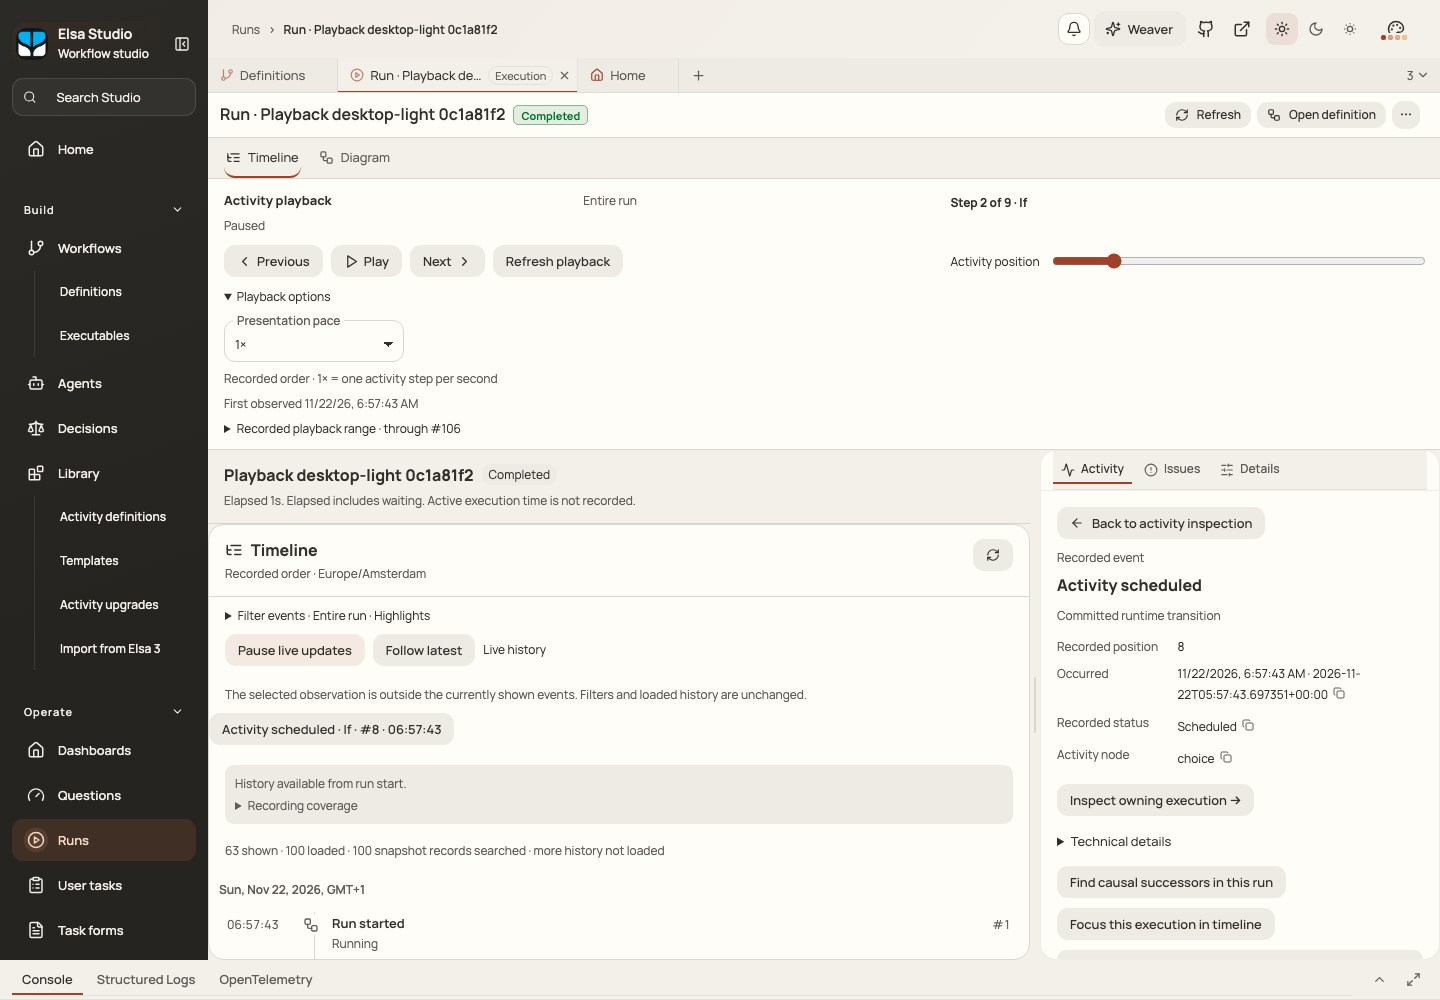 Elsa Studio
Workflow studio
Search Studio
Home
Build
Workflows
Definitions
Executables
Agents
Decisions
Library
Activity definitions
Templates
Activity upgrades
Import from Elsa 3
Operate
Dashboards
Questions
Runs
User tasks
Task forms
Runs › Run · Playback desktop-light 0c1a81f2
Weaver
Definitions
Run · Playback de... Execution
Home
3
Run · Playback desktop-light 0c1a81f2 Completed
Refresh
Open definition
Timeline
Diagram
Activity playback
Entire run
Step 2 of 9 · If
Paused
Previous
Play
Next
Refresh playback
Activity position
Playback options
Presentation pace
1×
Recorded order · 1× = one activity step per second
First observed 11/22/26, 6:57:43 AM
Recorded playback range · through #106
Playback desktop-light 0c1a81f2 Completed
Elapsed 1s. Elapsed includes waiting. Active execution time is not recorded.
Timeline
Recorded order · Europe/Amsterdam
Filter events · Entire run · Highlights
Pause live updates
Follow latest
Live history
The selected observation is outside the currently shown events. Filters and loaded history are unchanged.
Activity scheduled · If · #8 · 06:57:43
History available from run start.
Recording coverage
63 shown · 100 loaded · 100 snapshot records searched · more history not loaded
Sun, Nov 22, 2026, GMT+1
06:57:43
Run started
#1
Running
Activity
Issues
Details
Back to activity inspection
Recorded event
Activity scheduled
Committed runtime transition
Recorded position 8
Occurred 11/22/2026, 6:57:43 AM · 2026-11-
22T05:57:43.697351+00:00
Recorded status Scheduled
Activity node choice
Inspect owning execution →
Technical details
Find causal successors in this run
Focus this execution in timeline
Console
Structured Logs
OpenTelemetry